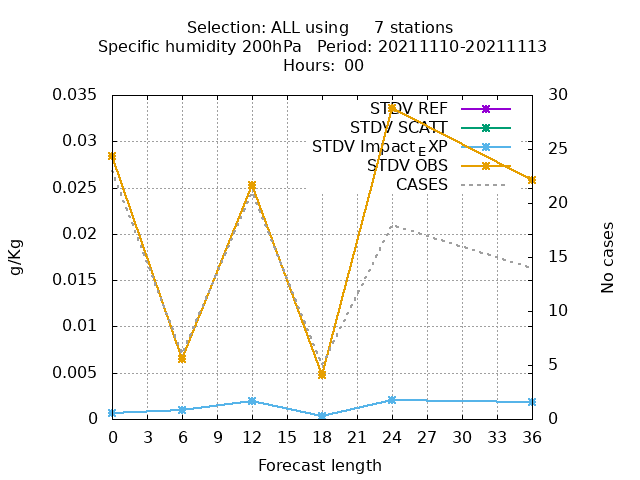 Selection: ALL using 7 stations
Specific humidity 200hPa Period: 20211110-20211113
Hours: 00
0.035
0.03
0.025
0.02
0.015
0.01
0.005
0
g/Kg
STDV REF
STDV SCATT
STDV Impact_EXP
STDV OBS
CASES
30
25
20
15
10
5
0
No cases
0 3 6 9 12 15 18 21 24 27 30 33 36
Forecast length